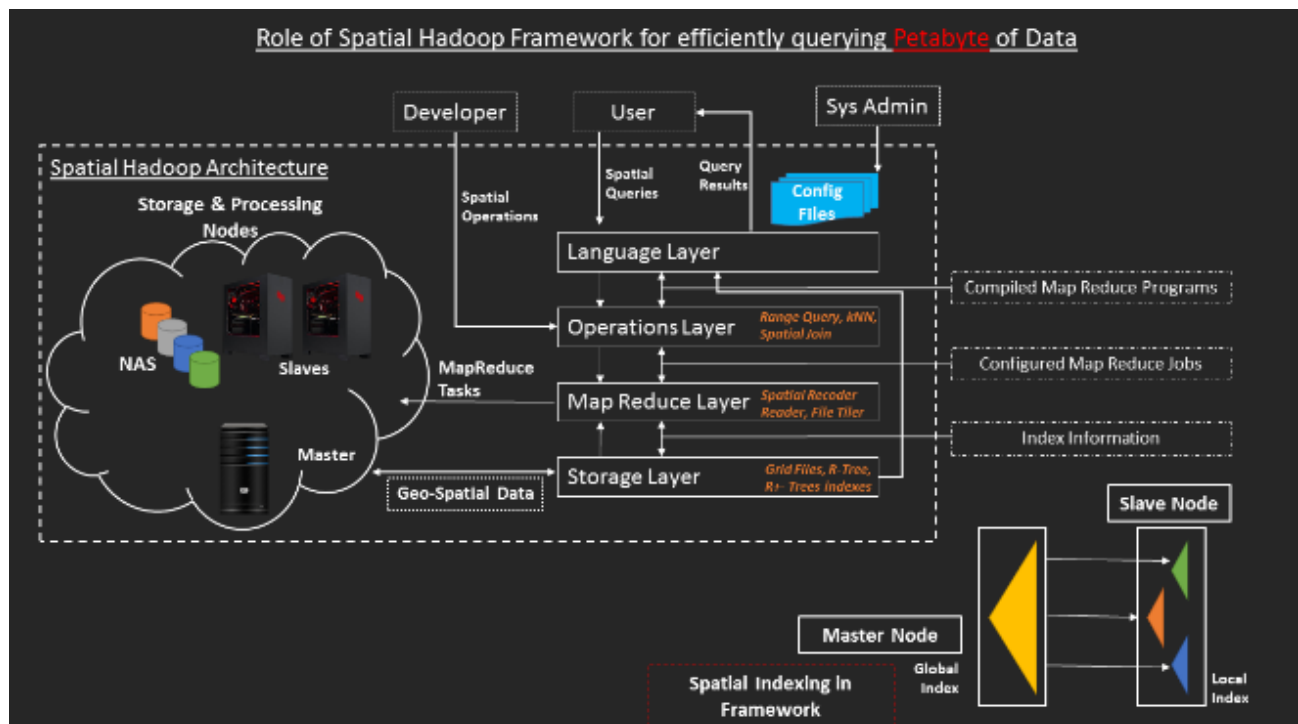 Role of Spatial Hadoop Framework for efficiently querying Petabyte of Data
Developer
User
Sys Admin
Spatial Hadoop Architecture
Storage & Processing
Nodes
Spatial
Operations
Spatial
Queries
Query
Results
Config
Files
Language Layer
Compiled Map Reduce Programs
Operations Layer
Range Query, kNN,
Spatial Join
NAS
Slaves
MapReduce
Tasks
Configured Map Reduce Jobs
Map Reduce Layer
Spatial Recoder
Reader, File Tiler
Master
Index Information
Storage Layer
Grid Files, R-Tree,
R+- Trees Indexes
Geo-Spatial Data
Slave Node
Master Node
Global
Index
Local
Index
Spatial Indexing in
Framework